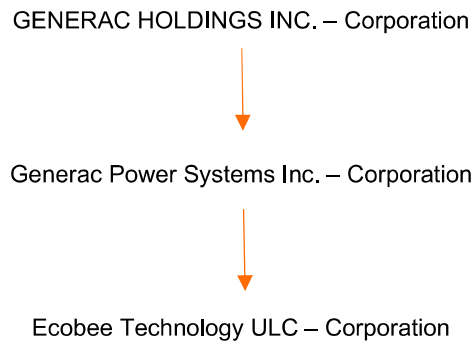 GENERAC HOLDINGS INC. – Corporation
Generac Power Systems Inc. – Corporation
Ecobee Technology ULC – Corporation